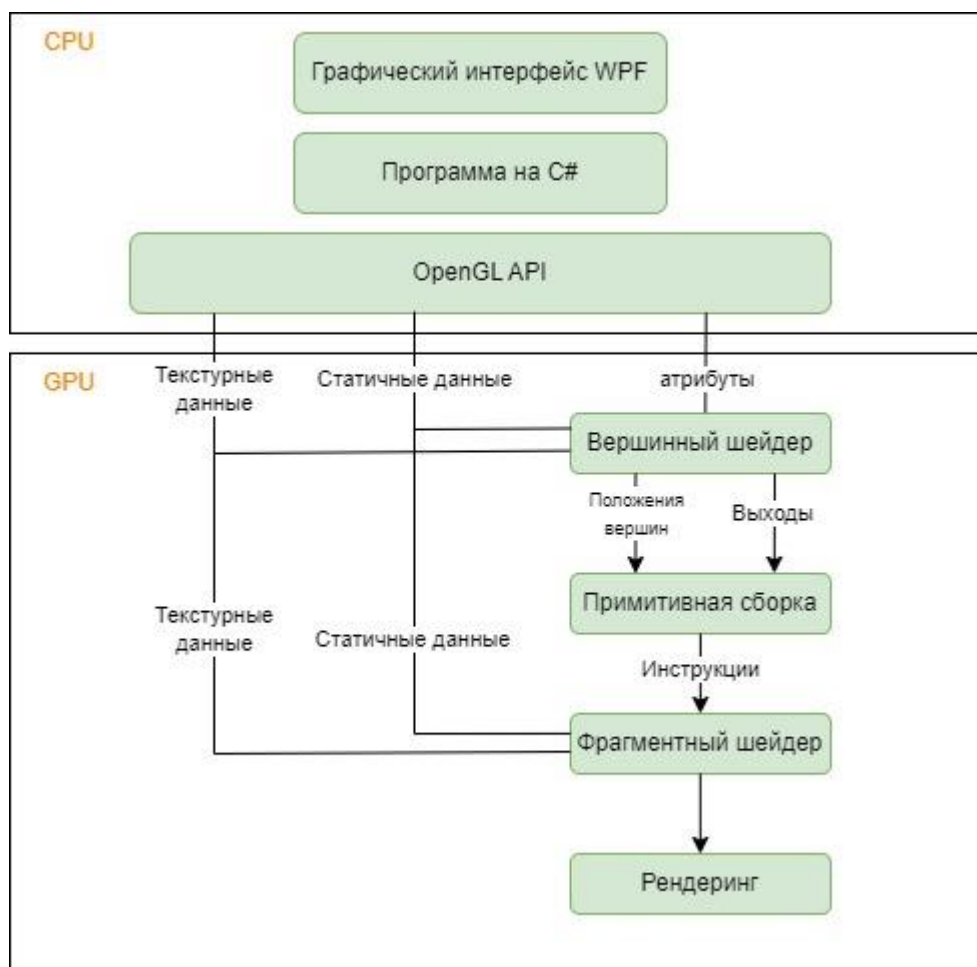 CPU
Графический интерфейс WPF
Программа на C#
OpenGL API
GPU
Текстурные
данные
Статичные данные
атрибуты
Вершинный шейдер
Положения
вершин
Выходы
Примитивная сборка
Текстурные
данные
Статичные данные
Инструкции
Фрагментный шейдер
Рендеринг